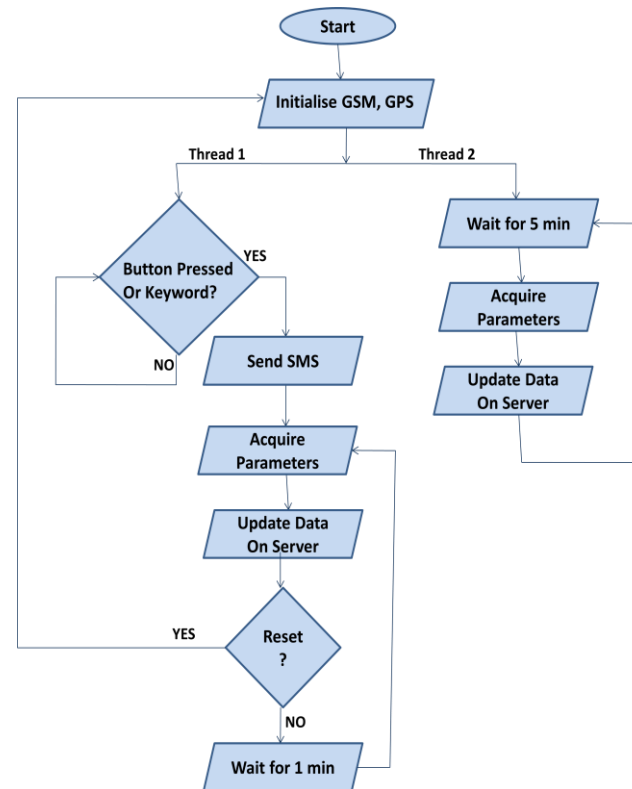 Start
Initialise GSM, GPS
Thread 1
Thread 2
Button Pressed
Or Keyword?
YES
NO
Send SMS
Acquire
Parameters
Update Data
On Server
Reset
?
YES
NO
Wait for 1 min
Wait for 5 min
Acquire
Parameters
Update Data
On Server